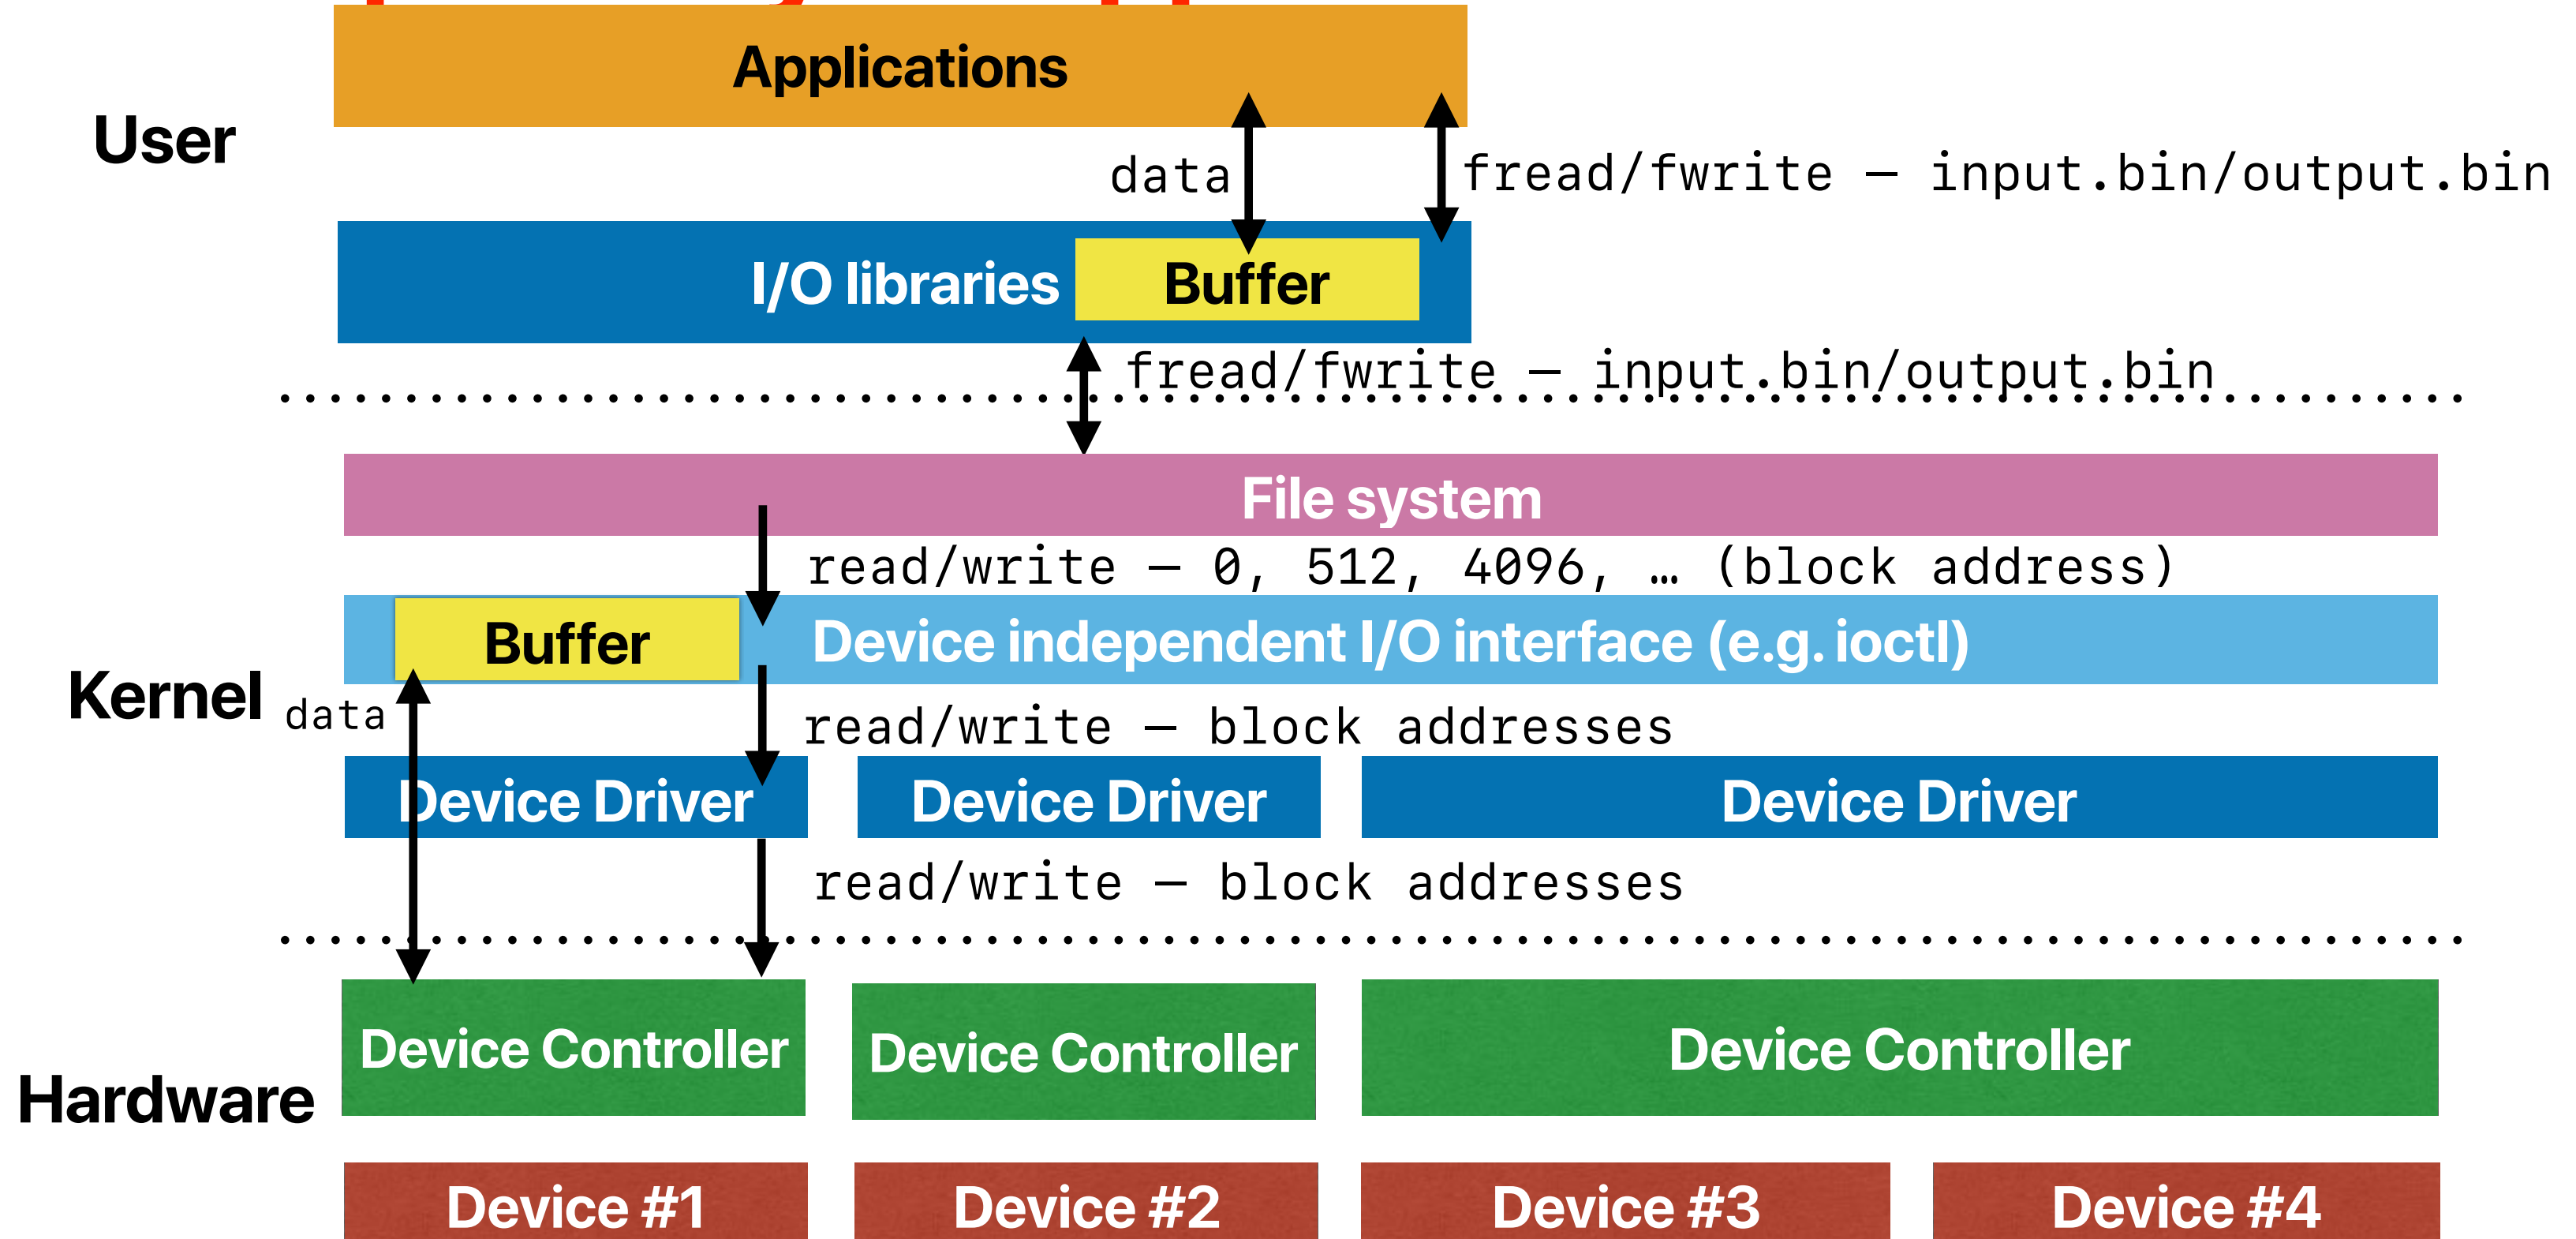 Applications
User
data
fread/fwrite — input.bin/output.bin
I/O libraries
Buffer
fread/fwrite — input.bin/output.bin
File system
read/write — 0, 512, 4096, … (block address)
Buffer
Device independent I/O interface (e.g. ioctl)
Kernel
data
read/write — block addresses
Device Driver
Device Driver
Device Driver
read/write — block addresses
Device Controller
Device Controller
Device Controller
Hardware
Device #1
Device #2
Device #3
Device #4